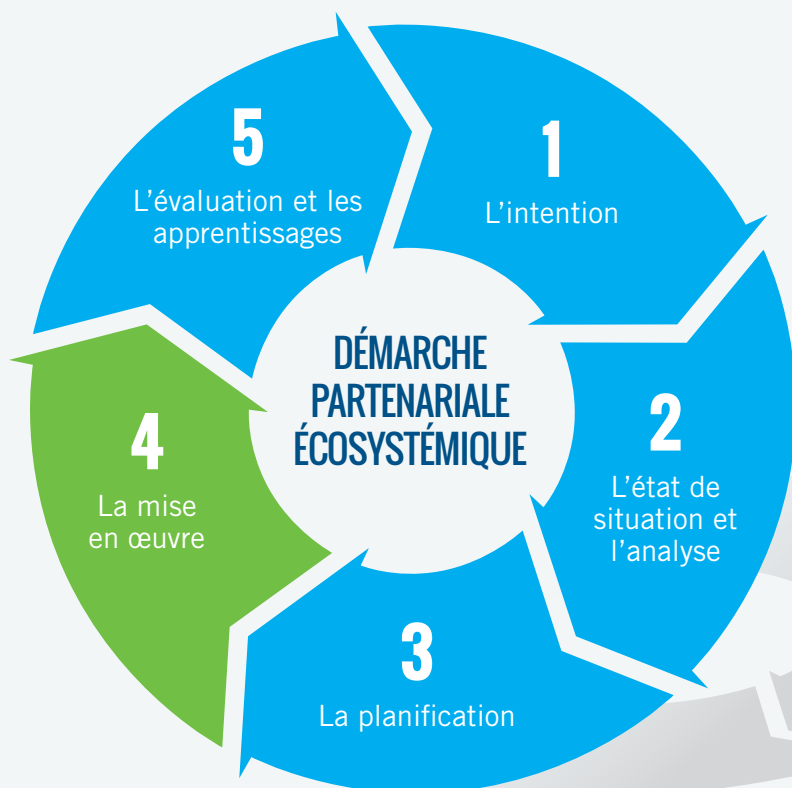 DÉMARCHE
PARTENARIALE
ÉCOSYSTÉMIQUE
1
L’intention
2
L’état de
situation et
l’analyse
3
La planification
4
La mise
en œuvre
5
L’évaluation et les
apprentissages